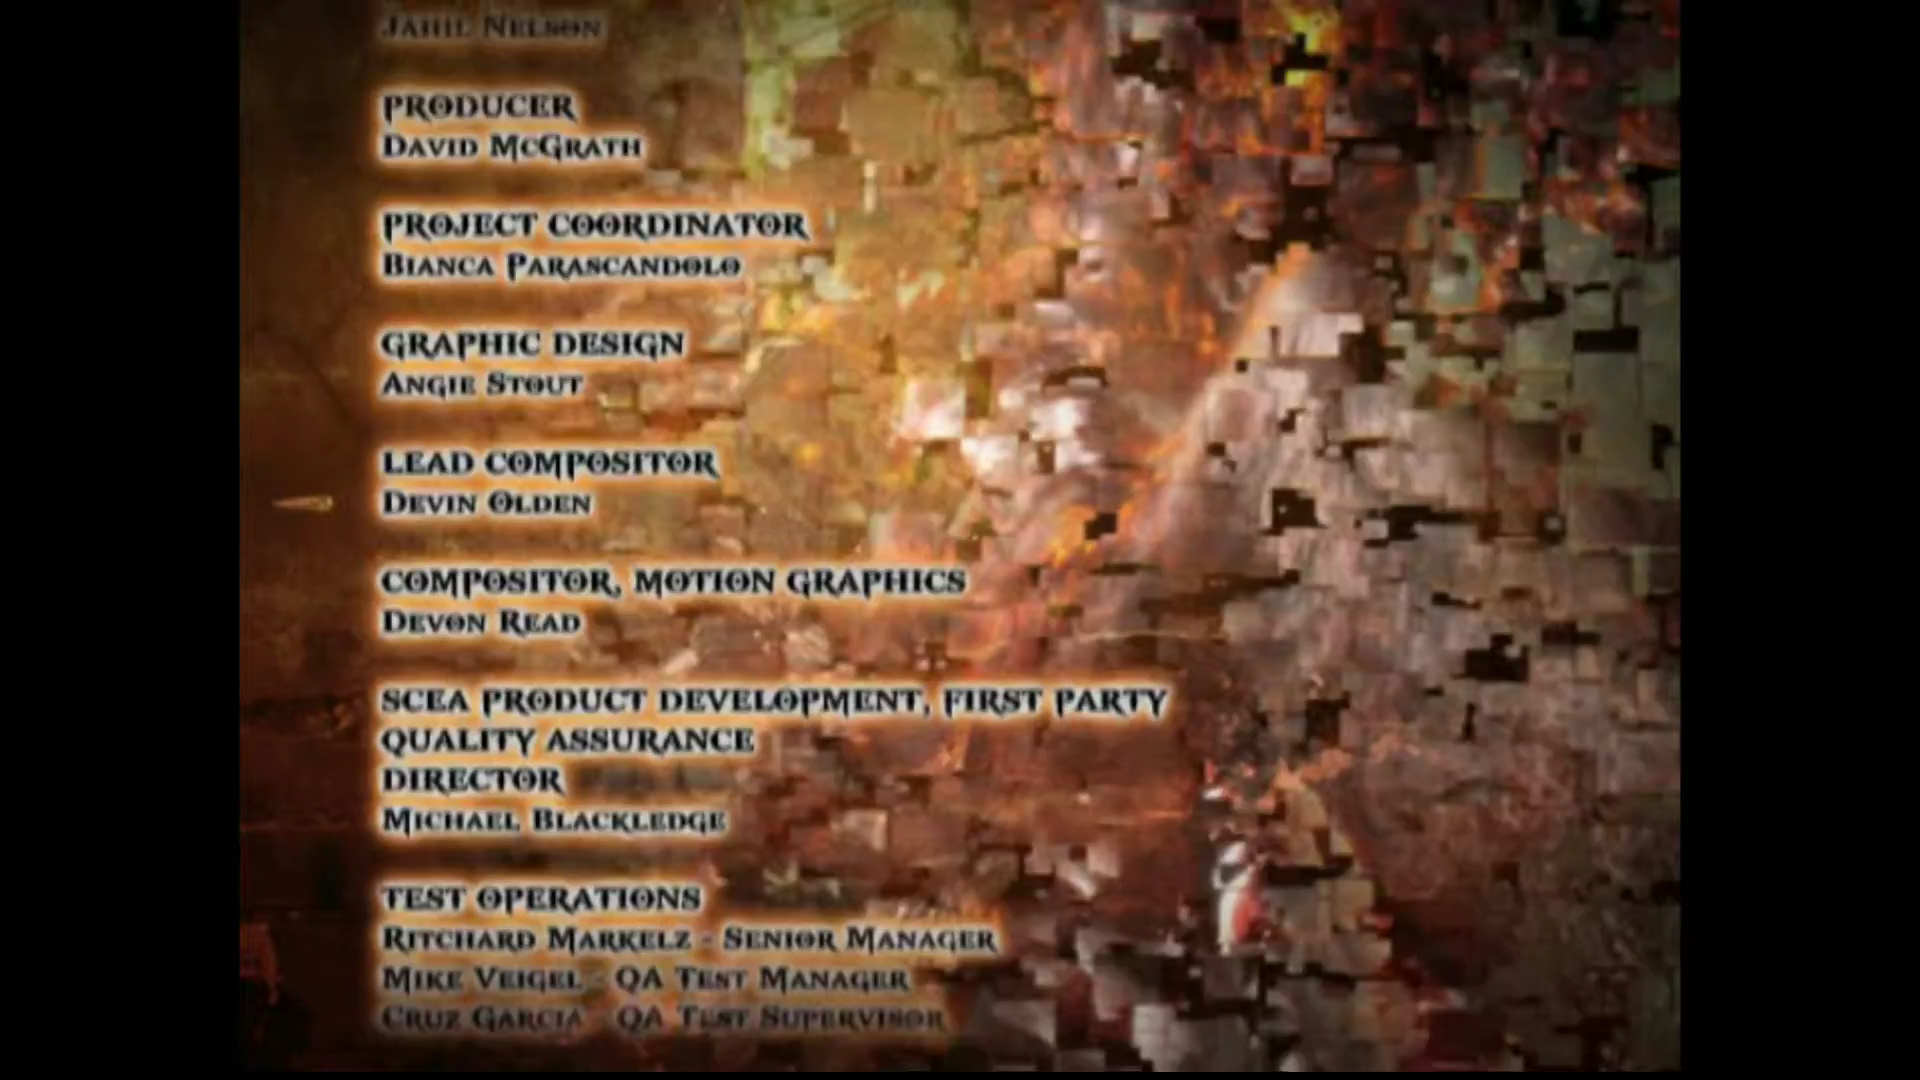 Jahil Nelson
PRODUCER
David McGrath
PROJECT COORDINATOR
Bianca Parascandolo
GRAPHIC DESIGN
Angie Stout
LEAD COMPOSITOR
Devin Olden
COMPOSITOR, MOTION GRAPHICS
Devon Read
SCEA PRODUCT DEVELOPMENT, FIRST PARTY
QUALITY ASSURANCE
DIRECTOR
Michael Blackledge
TEST OPERATIONS
Ritchard Markelz - Senior Manager
Mike Veigel - QA Test Manager
Cruz Garcia - QA Test Supervisor